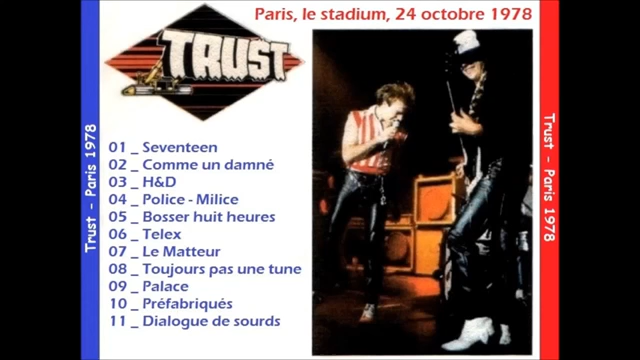 Paris, le stadium, 24 octobre 1978
TRUST
01 _ Seventeen
02 _ Comme un damné
03 _ H&D
04 _ Police - Milice
05 _ Bosser huit heures
06 _ Telex
07 _ Le Matteur
08 _ Toujours pas une tune
09 _ Palace
10 _ Préfabriqués
11 _ Dialogue de sourds
Trust - Paris 1978
Trust - Paris 1978